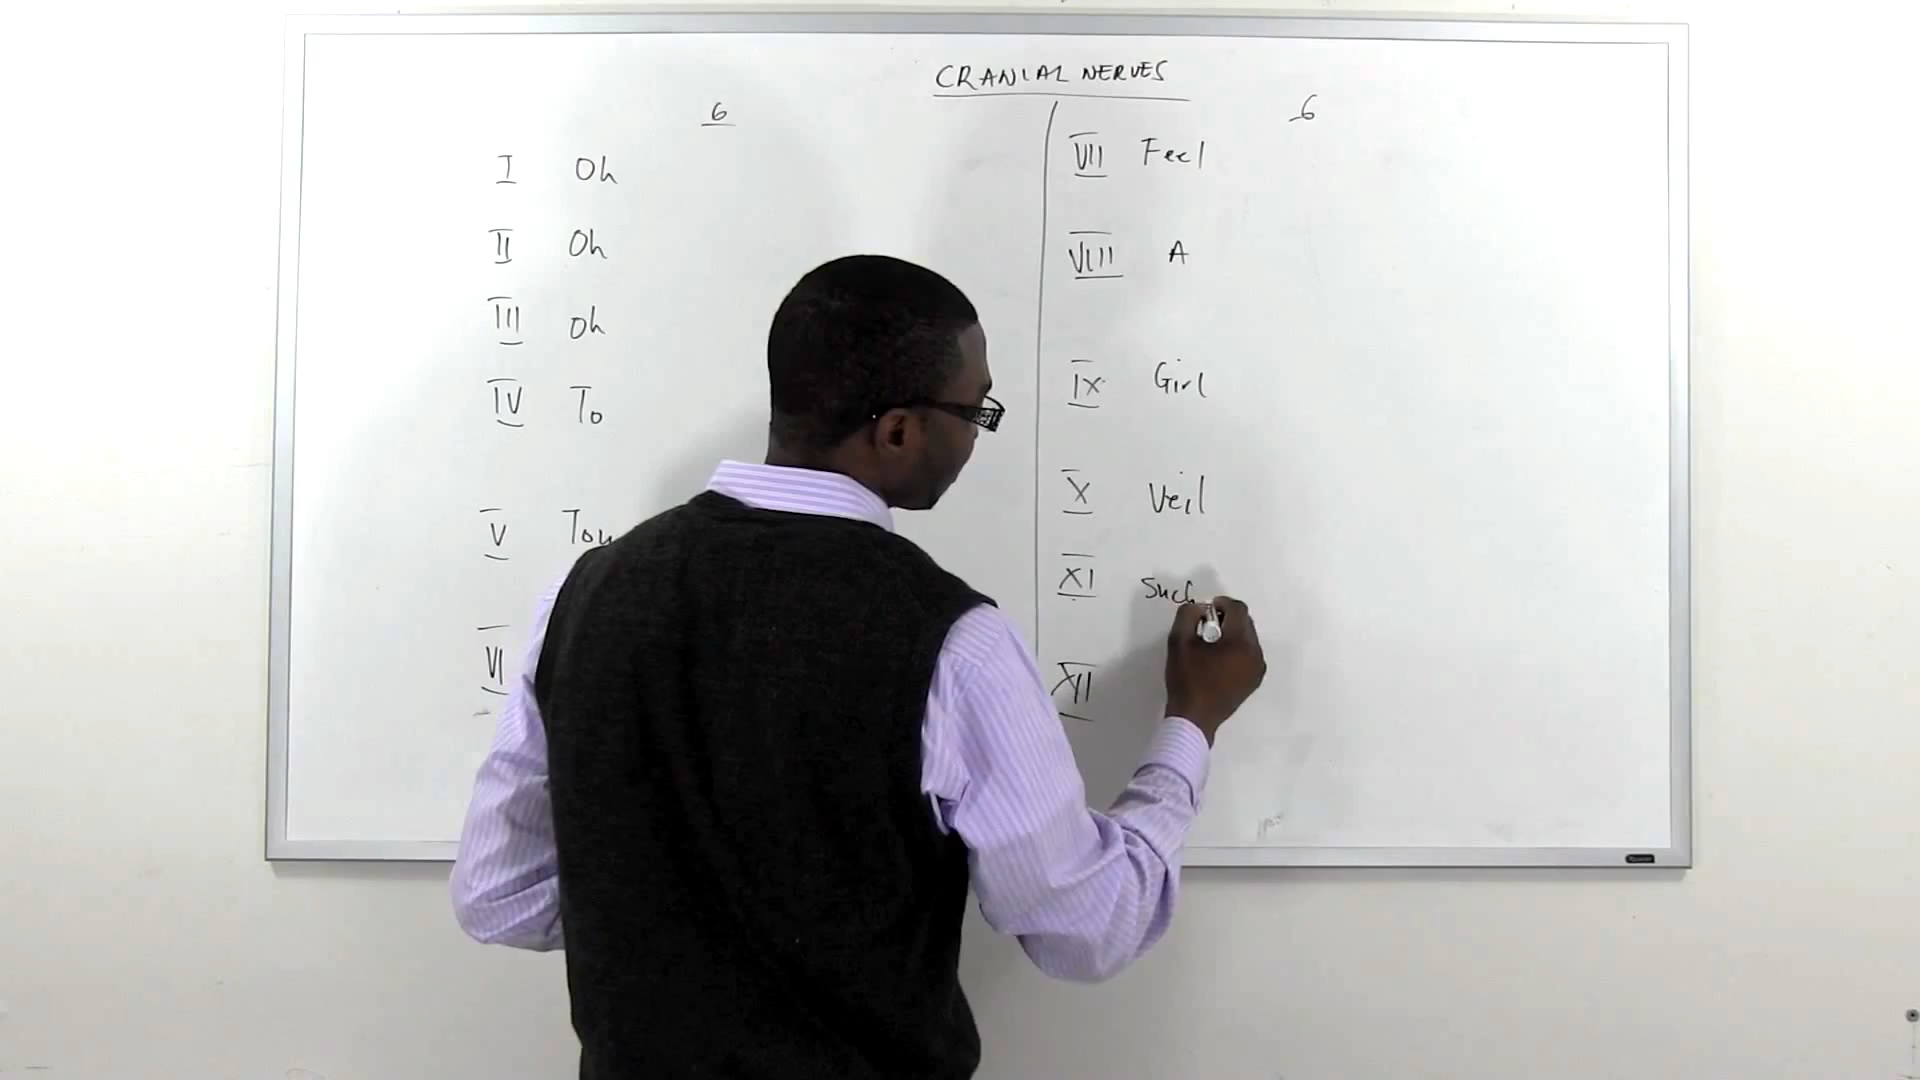 CRANIAL NERVES
6
I Oh
II Oh
III Oh
IV To
V Tou
VI
6
VII Feel
VIII A
IX Girl
X Veil
XI Such
XII